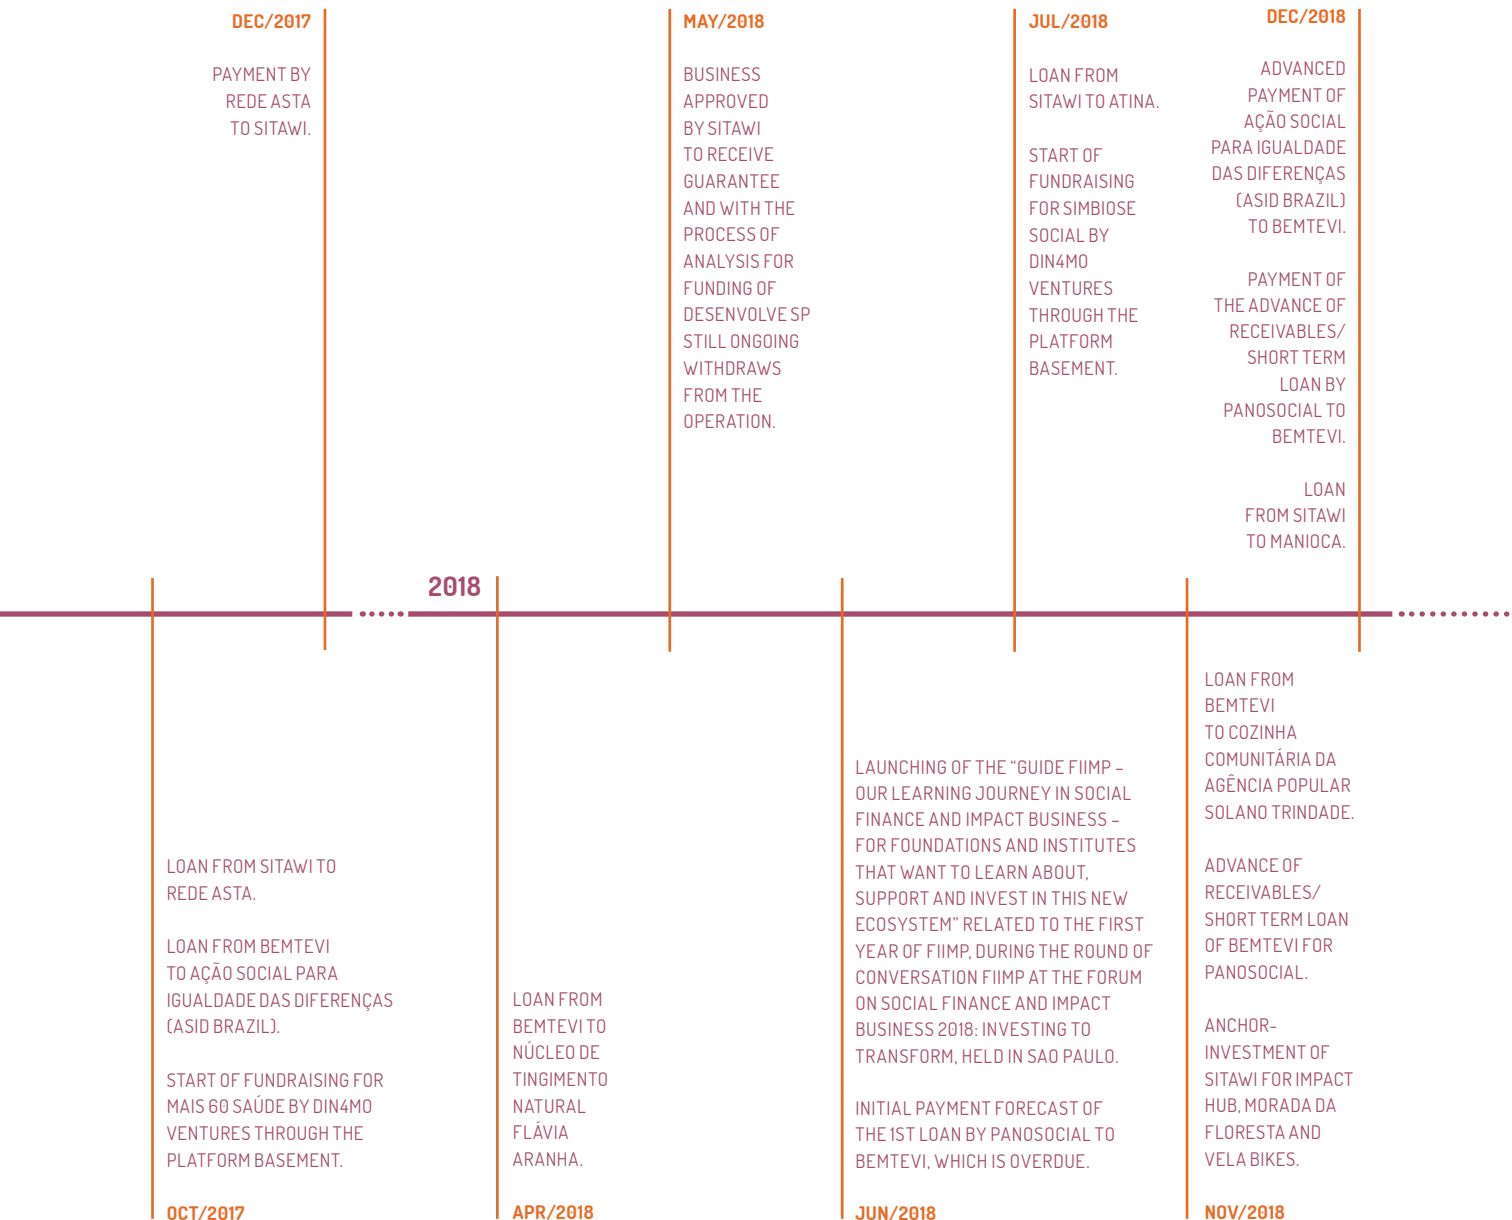 DEC/2017
PAYMENT BY
REDE ASTA
TO SITAWI.
MAY/2018
BUSINESS
APPROVED
BY SITAWI
TO RECEIVE
GUARANTEE
AND WITH THE
PROCESS OF
ANALYSIS FOR
FUNDING OF
DESENVOLVE SP
STILL ONGOING
WITHDRAWS
FROM THE
OPERATION.
JUL/2018
LOAN FROM
SITAWI TO ATINA.
START OF
FUNDRAISING
FOR SIMBIOSE
SOCIAL BY
DIN4MO
VENTURES
THROUGH THE
PLATFORM
BASEMENT.
DEC/2018
ADVANCED
PAYMENT OF
AÇÃO SOCIAL
PARA IGUALDADE
DAS DIFERENÇAS
(ASID BRAZIL)
TO BEMTEVI.
PAYMENT OF
THE ADVANCE OF
RECEIVABLES/
SHORT TERM
LOAN BY
PANOSOCIAL TO
BEMTEVI.
LOAN
FROM SITAWI
TO MANIOCA.
2018
LOAN FROM SITAWI TO
REDE ASTA.
LOAN FROM BEMTEVI
TO AÇÃO SOCIAL PARA
IGUALDADE DAS DIFERENÇAS
(ASID BRAZIL).
START OF FUNDRAISING FOR
MAIS 60 SAÚDE BY DIN4MO
VENTURES THROUGH THE
PLATFORM BASEMENT.
OCT/2017
LOAN FROM
BEMTEVI TO
NÚCLEO DE
TINGIMENTO
NATURAL
FLÁVIA
ARANHA.
APR/2018
LAUNCHING OF THE “GUIDE FIIMP –
OUR LEARNING JOURNEY IN SOCIAL
FINANCE AND IMPACT BUSINESS –
FOR FOUNDATIONS AND INSTITUTES
THAT WANT TO LEARN ABOUT,
SUPPORT AND INVEST IN THIS NEW
ECOSYSTEM” RELATED TO THE FIRST
YEAR OF FIIMP, DURING THE ROUND OF
CONVERSATION FIIMP AT THE FORUM
ON SOCIAL FINANCE AND IMPACT
BUSINESS 2018: INVESTING TO
TRANSFORM, HELD IN SAO PAULO.
INITIAL PAYMENT FORECAST OF
THE 1ST LOAN BY PANOSOCIAL TO
BEMTEVI, WHICH IS OVERDUE.
JUN/2018
LOAN FROM
BEMTEVI
TO COZINHA
COMUNITÁRIA DA
AGÊNCIA POPULAR
SOLANO TRINDADE.
ADVANCE OF
RECEIVABLES/
SHORT TERM LOAN
OF BEMTEVI FOR
PANOSOCIAL.
ANCHOR-
INVESTMENT OF
SITAWI FOR IMPACT
HUB, MORADA DA
FLORESTA AND
VELA BIKES.
NOV/2018